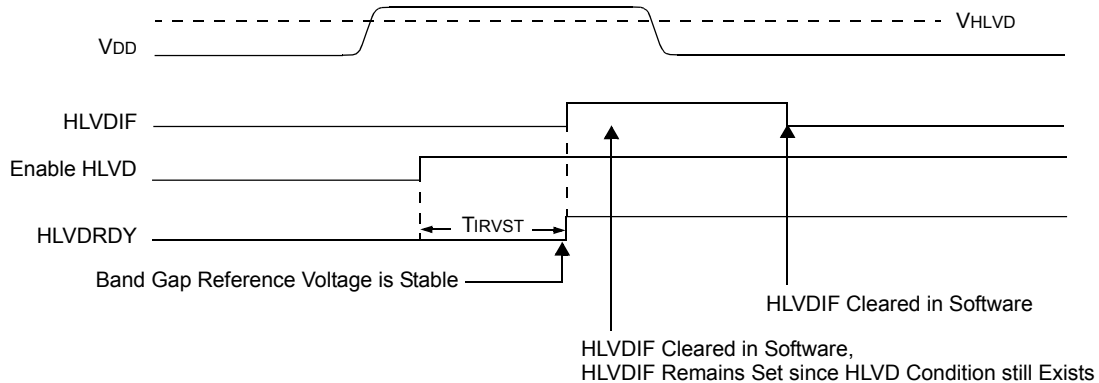 VHLVD
VDD
HLVDIF
Enable HLVD
TIRVST
HLVDRDY
Band Gap Reference Voltage is Stable
HLVDIF Cleared in Software
HLVDIF Cleared in Software,
HLVDIF Remains Set since HLVD Condition still Exists